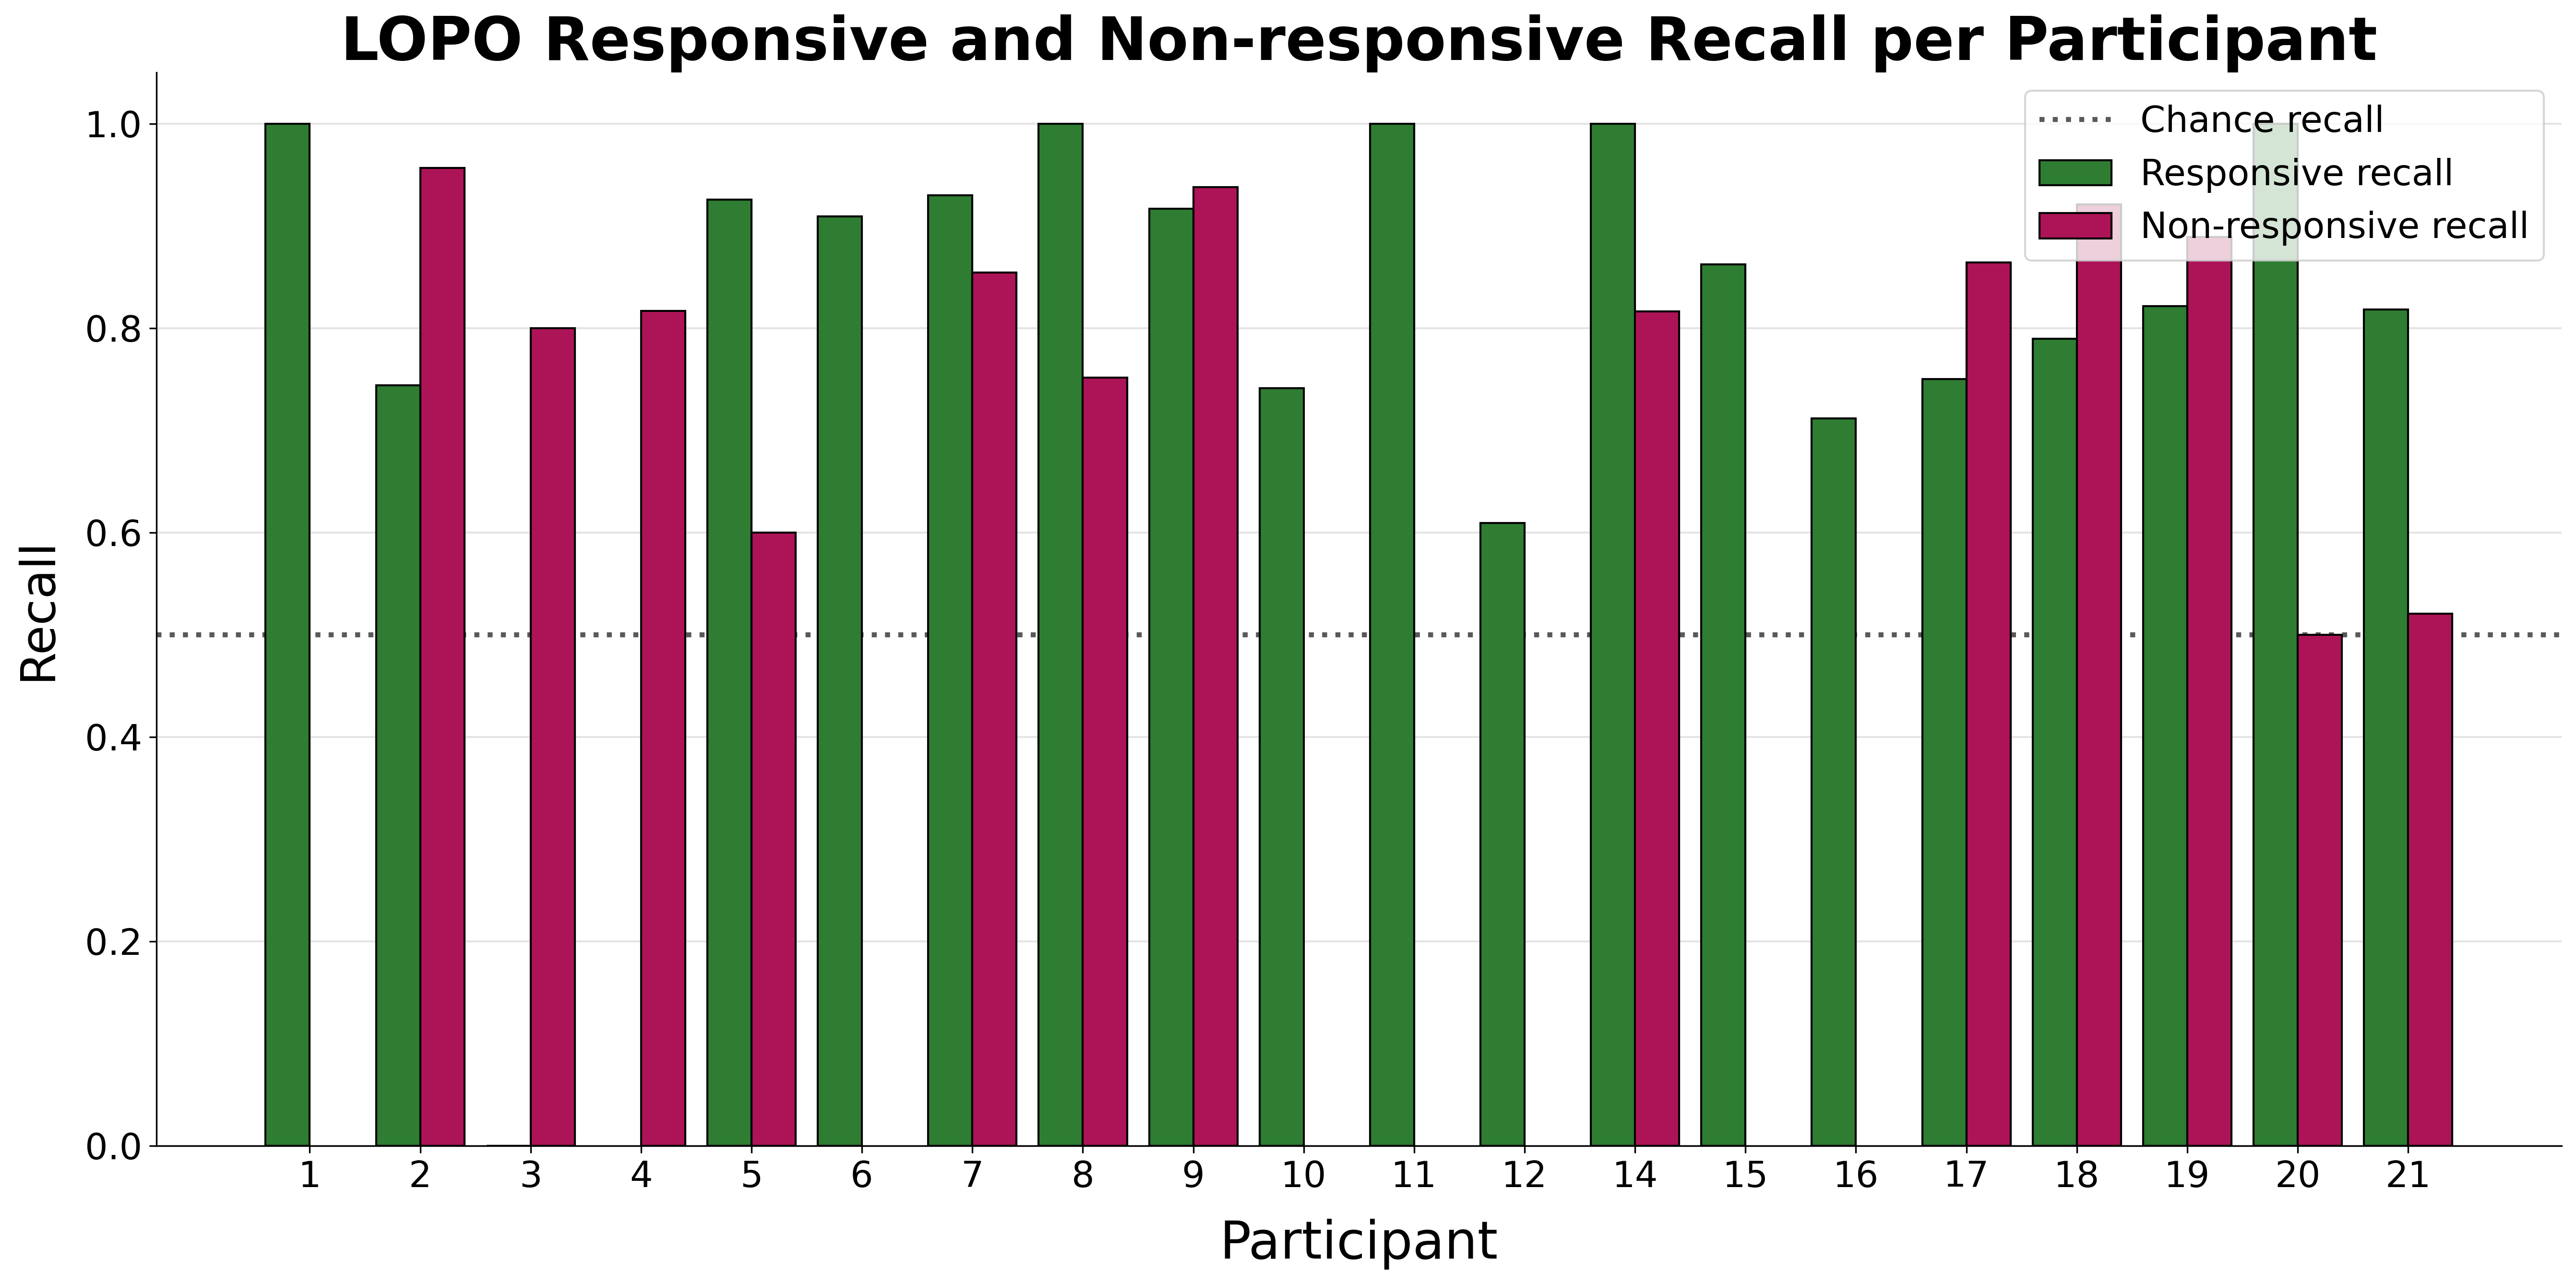 LOPO Responsive and Non-responsive Recall per Participant
Chance recall
Responsive recall
Non-responsive recall
1.0
0.8
0.6
0.4
0.2
0.0
Recall
1 2 3 4 5 6 7 8 9 10 11 12 14 15 16 17 18 19 20 21
Participant